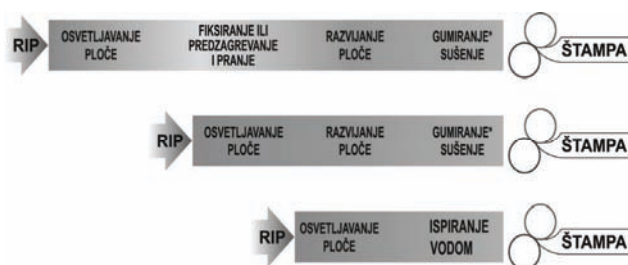 RIP
OSVETLJAVANJE
PLOČE
FIKSIRANJE ILI
PREDZAGREVANJE
I PRANJE
RAZVIJANJE
PLOČE
GUMIRANJE*
SUŠENJE
ŠTAMPA
RIP
OSVETLJAVANJE
PLOČE
RAZVIJANJE
PLOČE
GUMIRANJE*
SUŠENJE
ŠTAMPA
RIP
OSVETLJAVANJE
PLOČE
ISPIRANJE
VODOM
ŠTAMPA